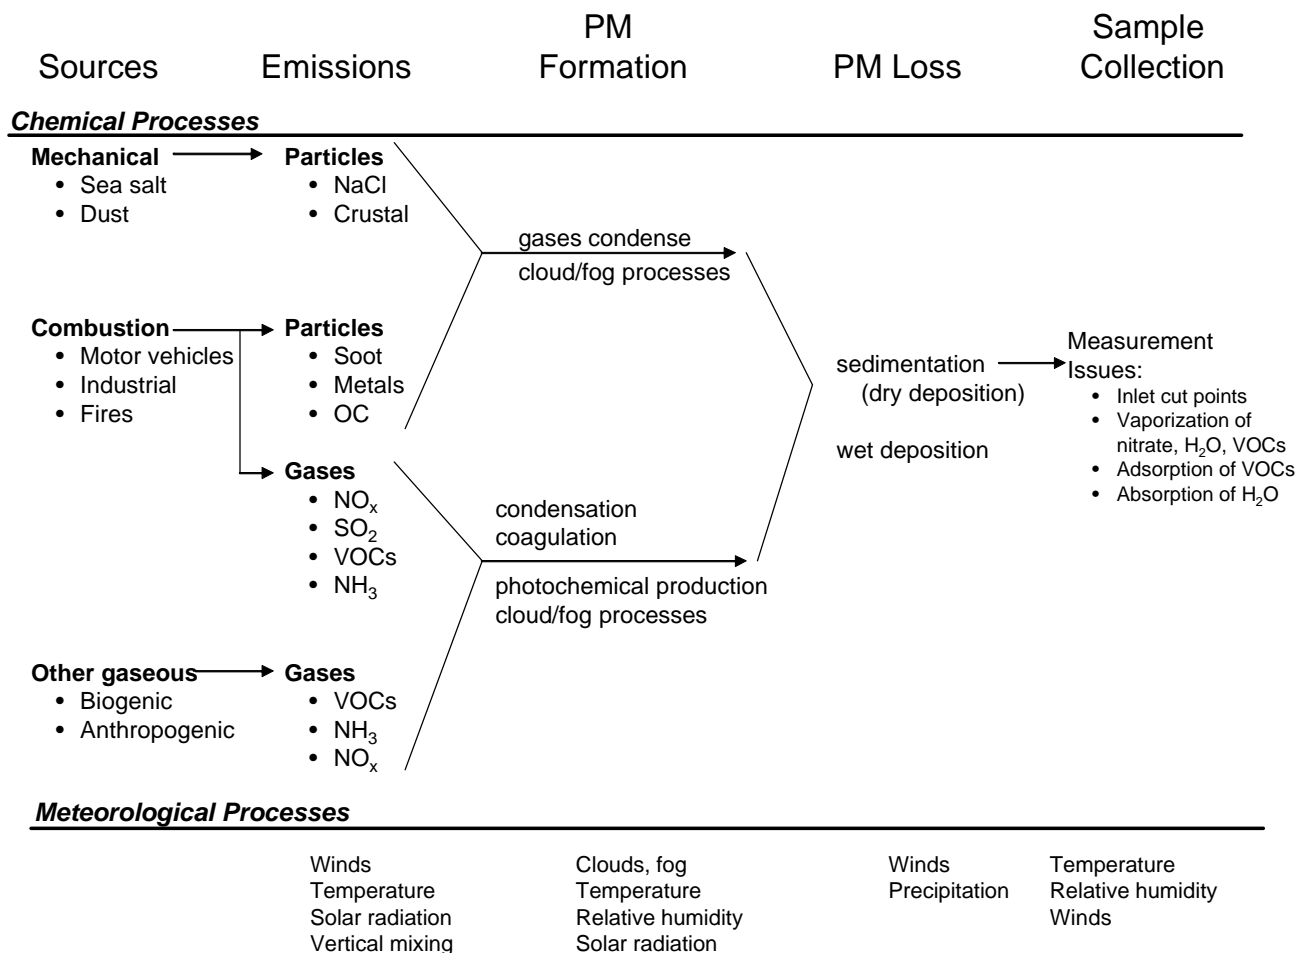 Sources
Emissions
PM
Formation
PM Loss
Sample
Collection
Chemical Processes
Mechanical
• Sea salt
• Dust
Particles
• NaCl
• Crustal
gases condense
cloud/fog processes
Combustion
• Motor vehicles
• Industrial
• Fires
Particles
• Soot
• Metals
• OC
Gases
• NOx
• SO2
• VOCs
• NH3
condensation
coagulation
photochemical production
cloud/fog processes
sedimentation
(dry deposition)
wet deposition
Measurement
Issues:
• Inlet cut points
• Vaporization of
nitrate, H2O, VOCs
• Adsorption of VOCs
• Absorption of H2O
Other gaseous
• Biogenic
• Anthropogenic
Gases
• VOCs
• NH3
• NOx
Meteorological Processes
Winds
Temperature
Solar radiation
Vertical mixing
Clouds, fog
Temperature
Relative humidity
Solar radiation
Winds
Precipitation
Temperature
Relative humidity
Winds